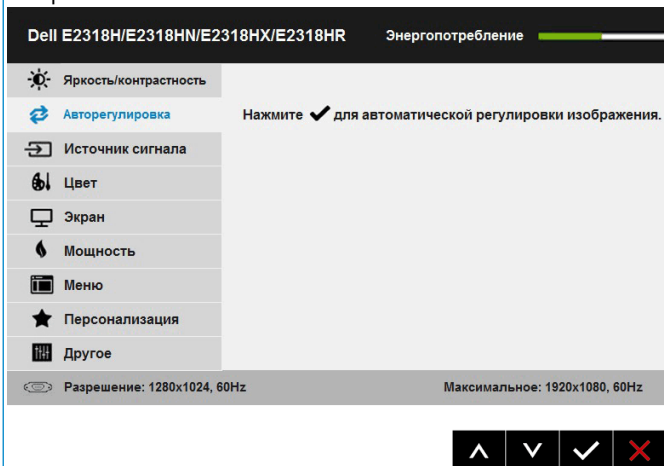 Dell E2318H/E2318HN/E2318HX/E2318HR Энергопотребление
Яркость/контрастность
Авторегулировка
Нажмите ✔ для автоматической регулировки изображения.
Источник сигнала
Цвет
Экран
Мощность
Меню
Персонализация
Другое
Разрешение: 1280x1024, 60Hz Максимальное: 1920x1080, 60Hz